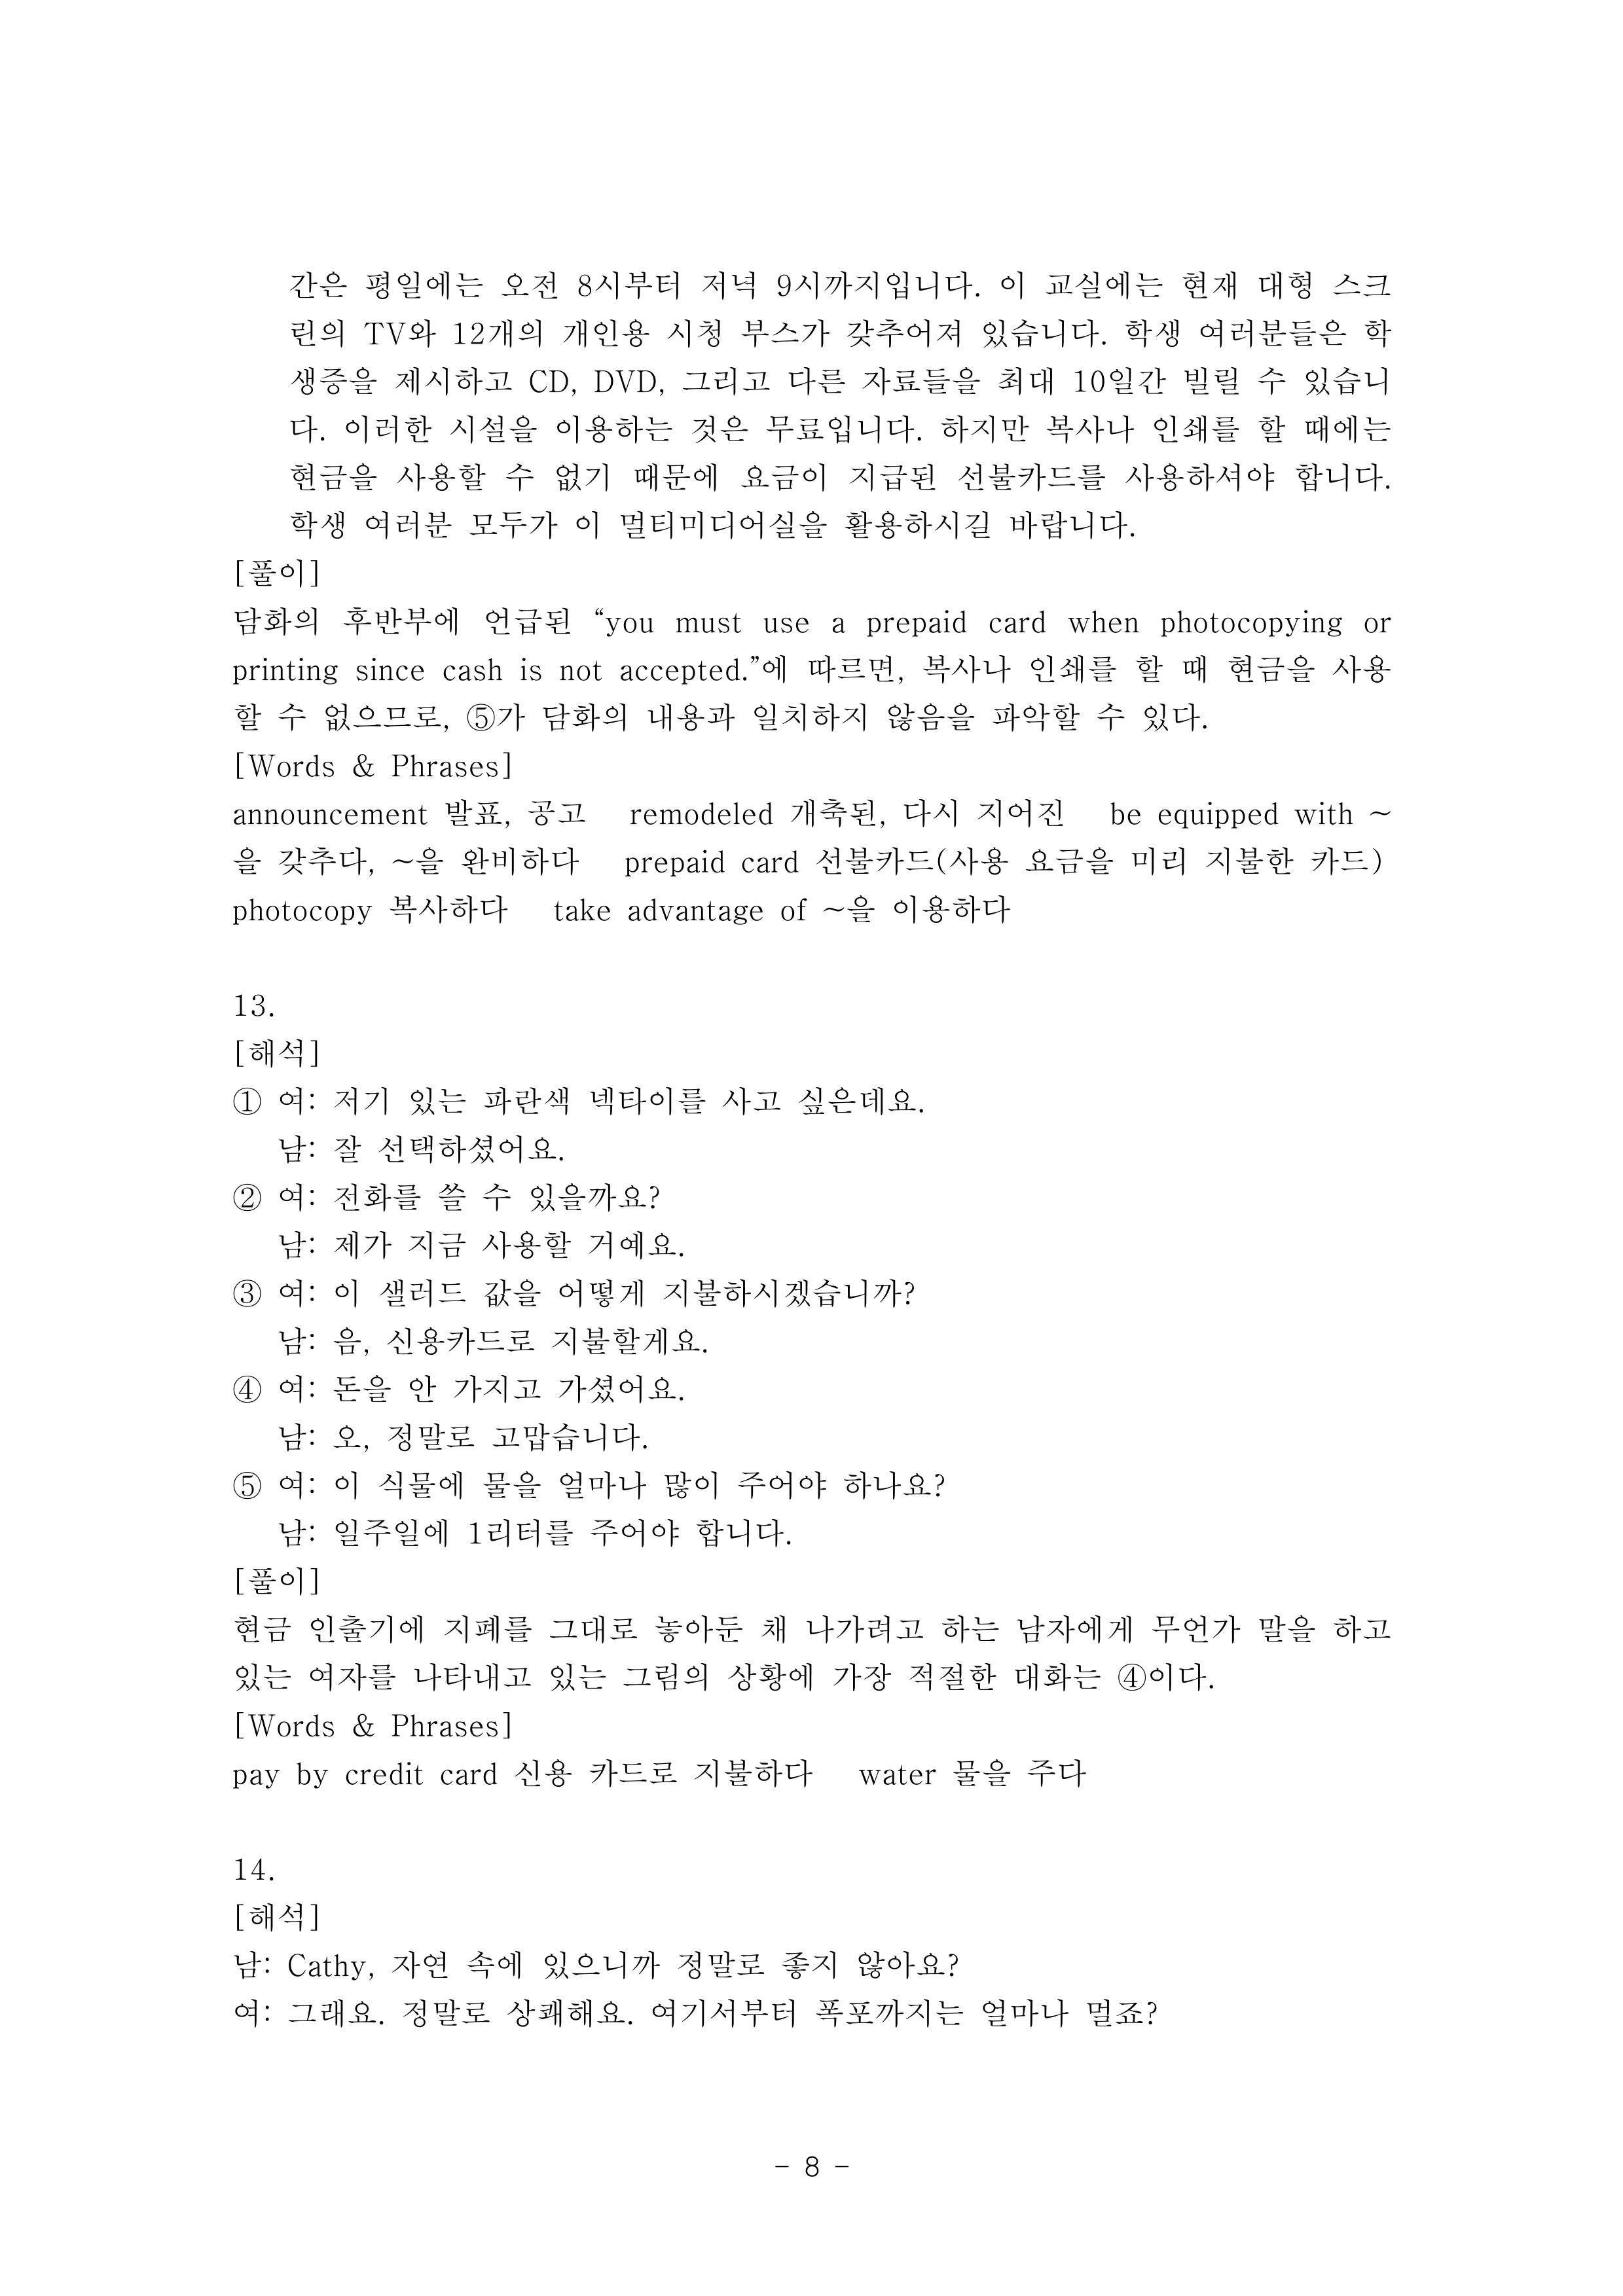 간은 평일에는 오전 8시부터 저녁 9시까지입니다. 이 교실에는 현재 대형 스크
린의 TV와 12개의 개인용 시청 부스가 갖추어져 있습니다. 학생 여러분들은 학
생증을 제시하고 CD, DVD, 그리고 다른 자료들을 최대 10일간 빌릴 수 있습니
다. 이러한 시설을 이용하는 것은 무료입니다. 하지만 복사나 인쇄를 할 때에는
현금을 사용할 수 없기 때문에 요금이 지급된 선불카드를 사용하셔야 합니다.
학생 여러분 모두가 이 멀티미디어실을 활용하시길 바랍니다.
[풀이]
담화의 후반부에 언급된 “you must use a prepaid card when photocopying or
printing since cash is not accepted.”에 따르면, 복사나 인쇄를 할 때 현금을 사용
할 수 없으므로, ⑤가 담화의 내용과 일치하지 않음을 파악할 수 있다.
[Words & Phrases]
announcement 발표, 공고 remodeled 개축된, 다시 지어진 be equipped with ~
을 갖추다, ~을 완비하다 prepaid card 선불카드(사용 요금을 미리 지불한 카드)
photocopy 복사하다 take advantage of ~을 이용하다
13.
[해석]
① 여: 저기 있는 파란색 넥타이를 사고 싶은데요.
남: 잘 선택하셨어요.
② 여: 전화를 쓸 수 있을까요?
남: 제가 지금 사용할 거예요.
③ 여: 이 샐러드 값을 어떻게 지불하시겠습니까?
남: 음, 신용카드로 지불할게요.
④ 여: 돈을 안 가지고 가셨어요.
남: 오, 정말로 고맙습니다.
⑤ 여: 이 식물에 물을 얼마나 많이 주어야 하나요?
남: 일주일에 1리터를 주어야 합니다.
[풀이]
현금 인출기에 지폐를 그대로 놓아둔 채 나가려고 하는 남자에게 무언가 말을 하고
있는 여자를 나타내고 있는 그림의 상황에 가장 적절한 대화는 ④이다.
[Words & Phrases]
pay by credit card 신용 카드로 지불하다 water 물을 주다
14.
[해석]
남: Cathy, 자연 속에 있으니까 정말로 좋지 않아요?
여: 그래요. 정말로 상쾌해요. 여기서부터 폭포까지는 얼마나 멀죠?
- 8 -